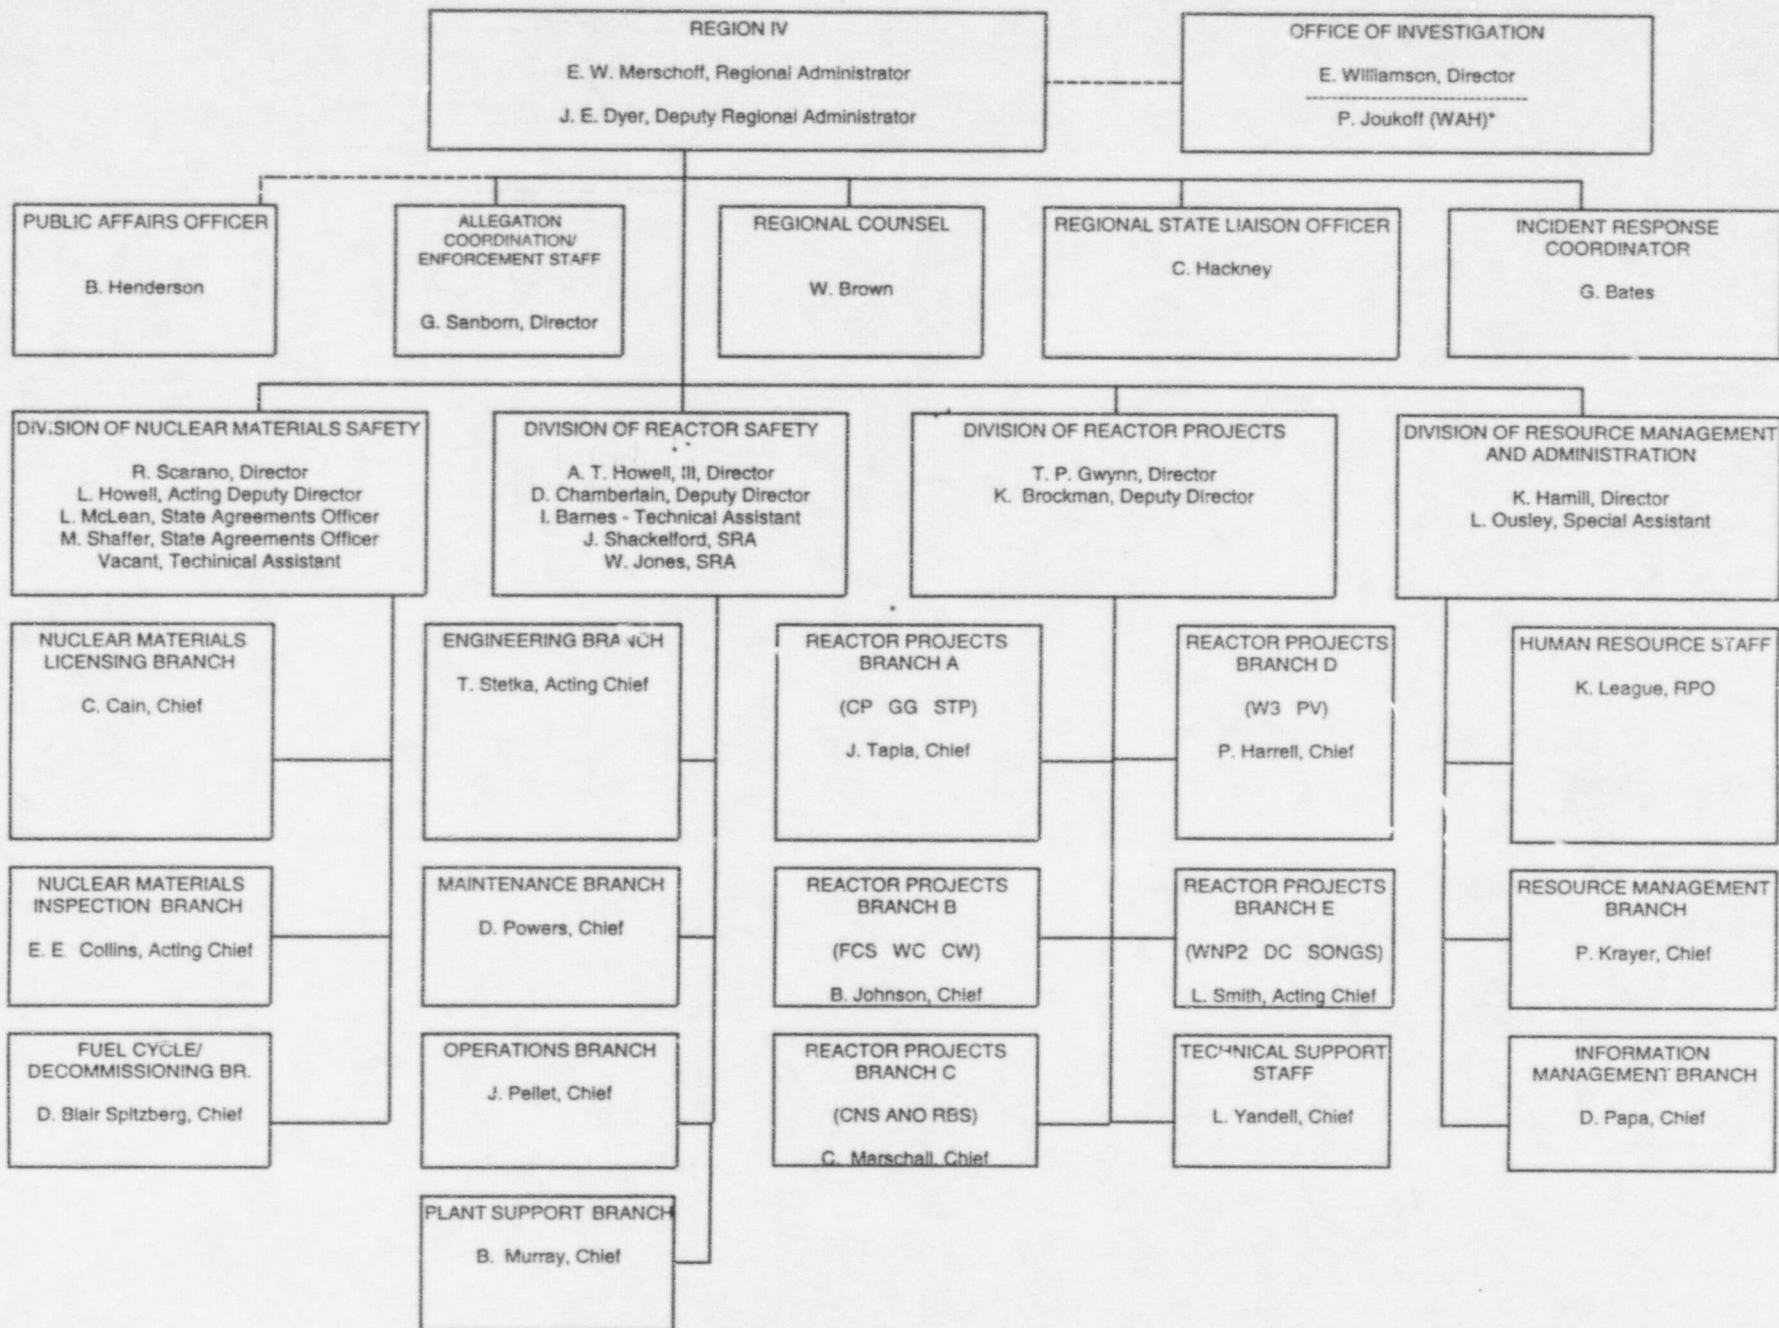 REGION IV
E. W. Merschoff, Regional Administrator
J. E. Dyer, Deputy Regional Administrator
OFFICE OF INVESTIGATION
E. Williamson, Director
P. Joukoff (WAH)*
PUBLIC AFFAIRS OFFICER
B. Henderson
ALLEGATION
COORDINATION/
ENFORCEMENT STAFF
G. Sanborn, Director
REGIONAL COUNSEL
W. Brown
REGIONAL STATE LIAISON OFFICER
C. Hackney
INCIDENT RESPONSE
COORDINATOR
G. Bates
DIVISION OF NUCLEAR MATERIALS SAFETY
R. Scarano, Director
L. Howell, Acting Deputy Director
L. McLean, State Agreements Officer
M. Shaffer, State Agreements Officer
Vacant, Techinical Assistant
DIVISION OF REACTOR SAFETY
A. T. Howell, III, Director
D. Chamberlain, Deputy Director
I. Barnes - Technical Assistant
J. Shackelford, SRA
W. Jones, SRA
DIVISION OF REACTOR PROJECTS
T. P. Gwynn, Director
K. Brockman, Deputy Director
DIVISION OF RESOURCE MANAGEMENT
AND ADMINISTRATION
K. Hamill, Director
L. Ousley, Special Assistant
NUCLEAR MATERIALS
LICENSING BRANCH
C. Cain, Chief
ENGINEERING BRANCH
T. Stetka, Acting Chief
REACTOR PROJECTS
BRANCH A
(CP GG STP)
J. Tapia, Chief
REACTOR PROJECTS
BRANCH D
(W3 PV)
P. Harrell, Chief
HUMAN RESOURCE STAFF
K. League, RPO
NUCLEAR MATERIALS
INSPECTION BRANCH
E. E. Collins, Acting Chief
MAINTENANCE BRANCH
D. Powers, Chief
REACTOR PROJECTS
BRANCH B
(FCS WC CW)
B. Johnson, Chief
REACTOR PROJECTS
BRANCH E
(WNP2 DC SONGS)
L. Smith, Acting Chief
RESOURCE MANAGEMENT
BRANCH
P. Krayer, Chief
FUEL CYCLE/
DECOMMISSIONING BR.
D. Blair Spitzberg, Chief
OPERATIONS BRANCH
J. Pellet, Chief
REACTOR PROJECTS
BRANCH C
(CNS ANO RBS)
C. Marschall, Chief
TECHNICAL SUPPORT
STAFF
L. Yandell, Chief
INFORMATION
MANAGEMENT BRANCH
D. Papa, Chief
PLANT SUPPORT BRANCH
B. Murray, Chief